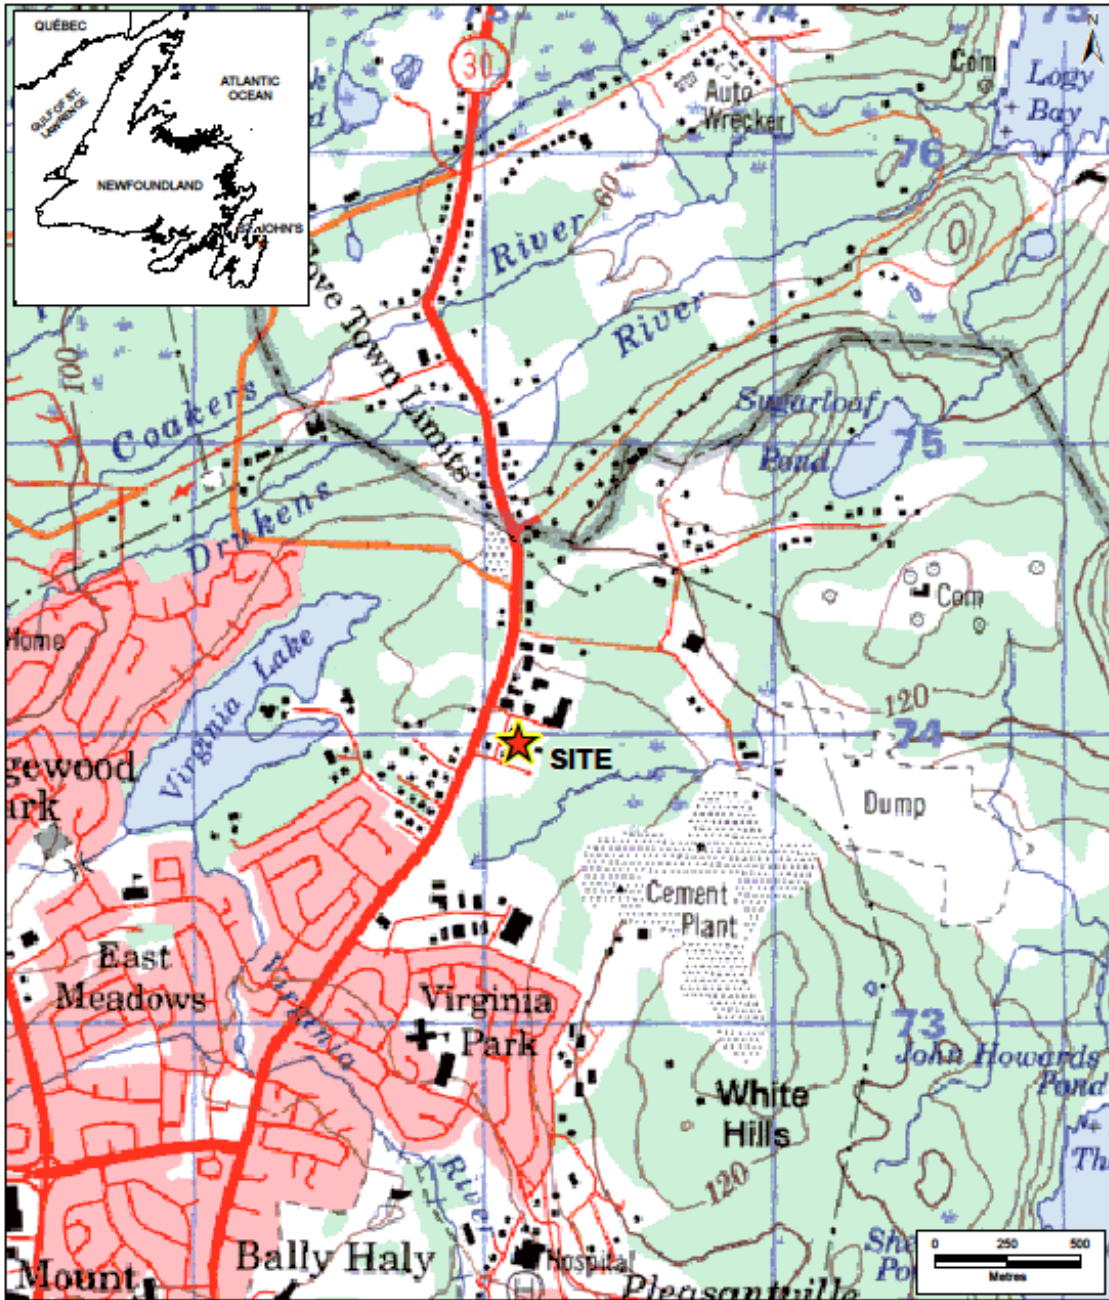 QUÉBEC
ATLANTIC
OCEAN
GULF OF ST.
LAWRENCE
NEWFOUNDLAND
ST. JOHN'S
30
74
N
Com
Logy
Bay
Auto
Wrecker
76
60
River
River
Town Limits
100
Coakers
Drukens
Sugarloaf
Pond
75
Com
Home
Virginia Lake
120
74
SITE
Dump
Cement
Plant
East
Meadows
Virginia
Park
Virginia
River
73
John Howards
Pond
White
Hills
120
Bally Haly
Hospital
H
Mount
Pleasantville
0 250 500
Metres